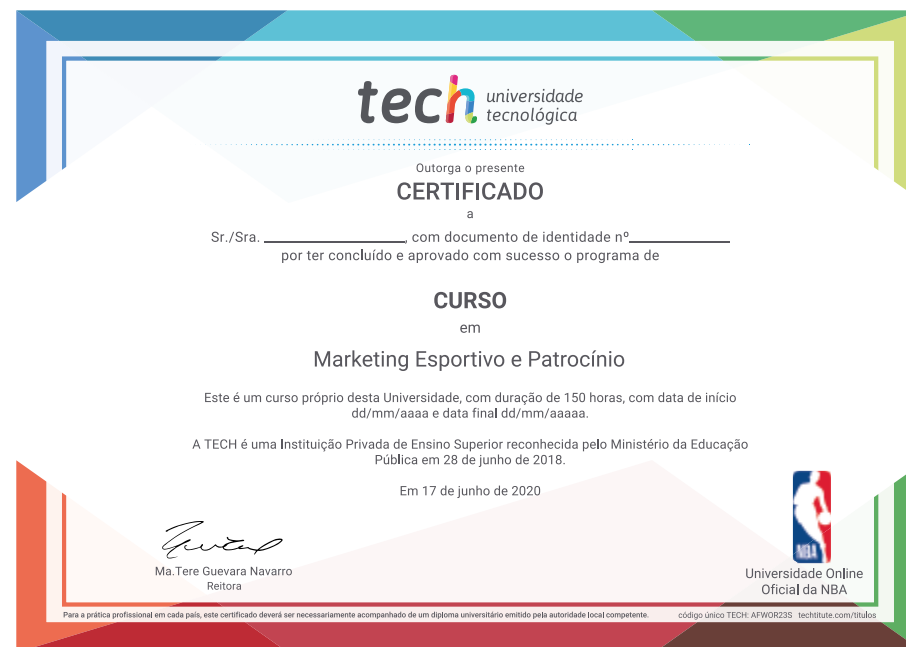 tech universidade
tecnológica
Outorga o presente
CERTIFICADO
a
Sr./Sra. __________________, com documento de identidade nº_____________
por ter concluído e aprovado com sucesso o programa de
CURSO
em
Marketing Esportivo e Patrocínio
Este é um curso próprio desta Universidade, com duração de 150 horas, com data de início
dd/mm/aaaa e data final dd/mm/aaaaa.
A TECH é uma Instituição Privada de Ensino Superior reconhecida pelo Ministério da Educação
Pública em 28 de junho de 2018.
Em 17 de junho de 2020
Ma.Tere Guevara Navarro
Reitora
NBA
Universidade Online
Oficial da NBA
Para a prática profissional em cada país, este certificado deverá ser necessariamente acompanhado de um diploma universitário emitido pela autoridade local competente.
código único TECH: AFWOR23S techtitute.com/titulos